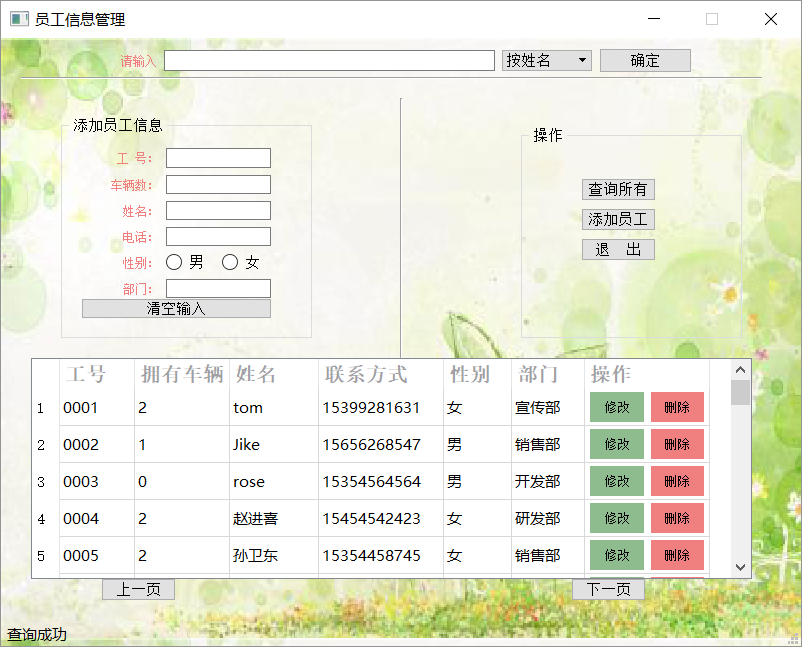 员工信息管理
请输入 按姓名 确定
添加员工信息
工 号：
车辆数：
姓名：
电话：
性别： 男 女
部门：
清空输入
操作
查询所有
添加员工
退 出
工号 拥有车辆 姓名 联系方式 性别 部门 操作
1 0001 2 tom 15399281631 女 宣传部 修改 删除
2 0002 1 Jike 15656268547 男 销售部 修改 删除
3 0003 0 rose 15354564564 男 开发部 修改 删除
4 0004 2 赵进喜 15454542423 女 研发部 修改 删除
5 0005 2 孙卫东 15354458745 女 销售部 修改 删除
上一页 下一页
查询成功